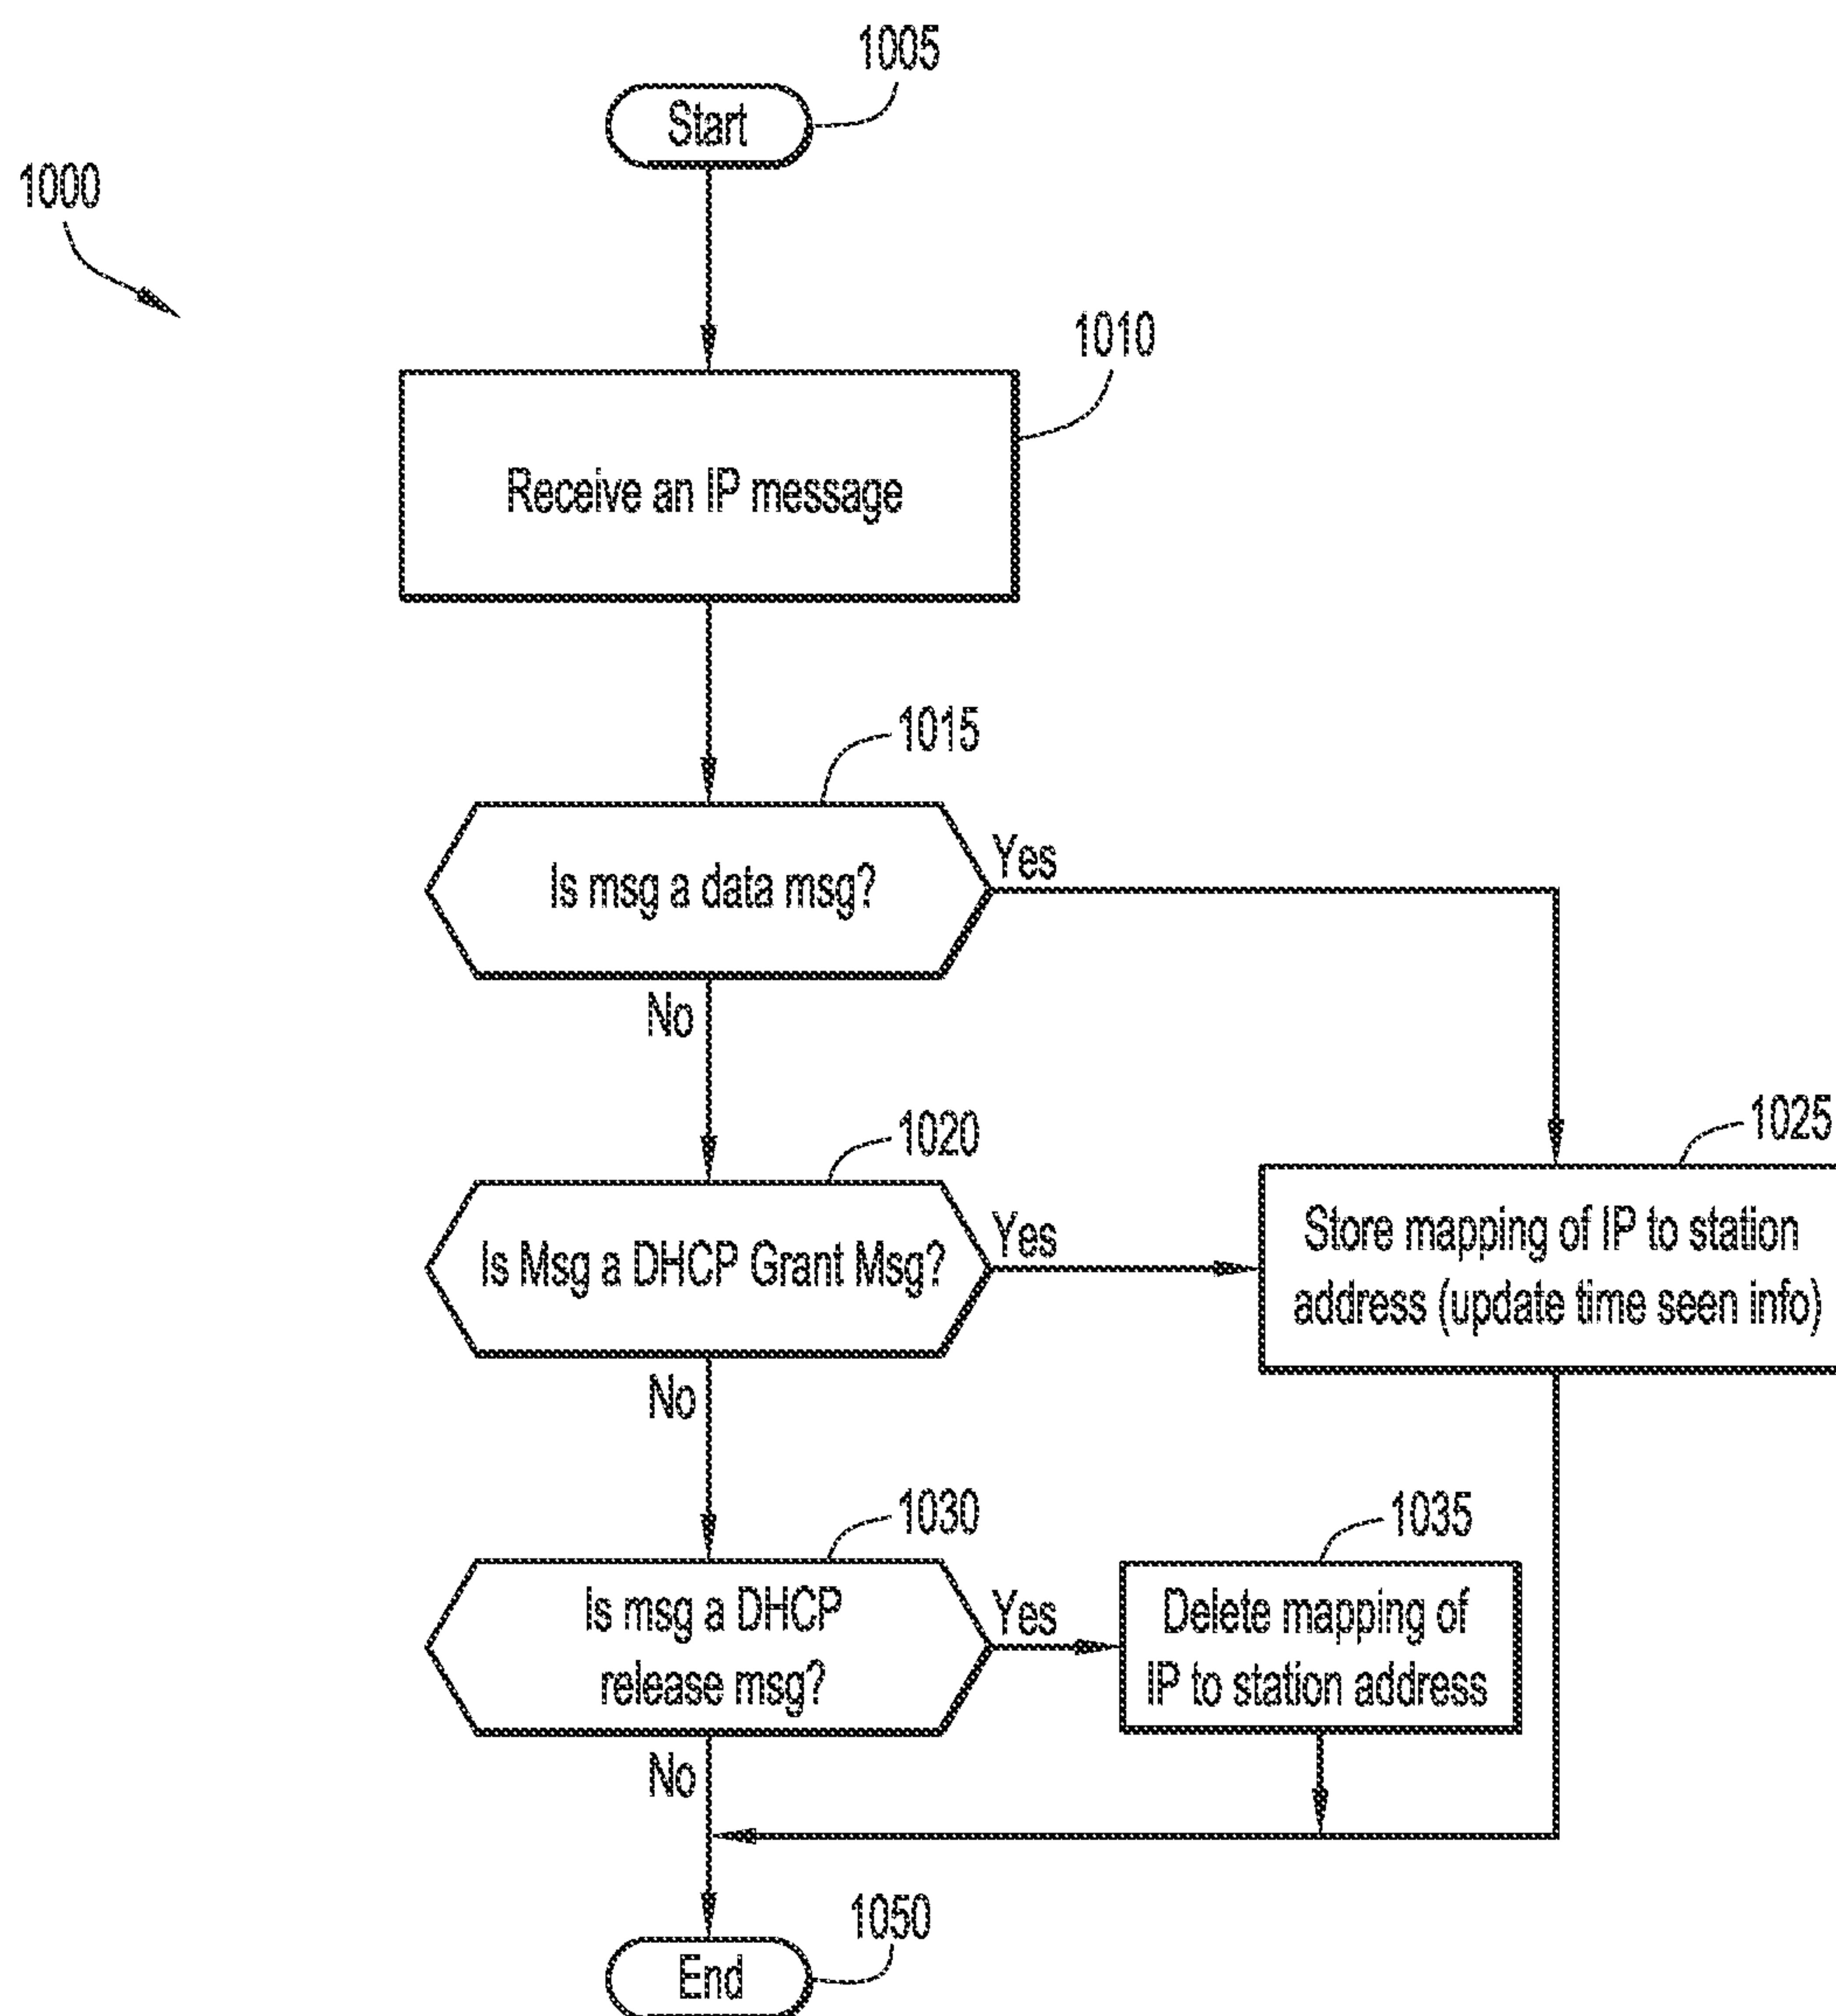 1005
Start
1000
1010
Receive an IP message
1015
Is msg a data msg?
Yes
No
1020
Is Msg a DHCP Grant Msg?
Yes
1025
Store mapping of IP to station
address (update time seen info)
No
1030
Is msg a DHCP
release msg?
Yes
1035
Delete mapping of
IP to station address
No
1050
End